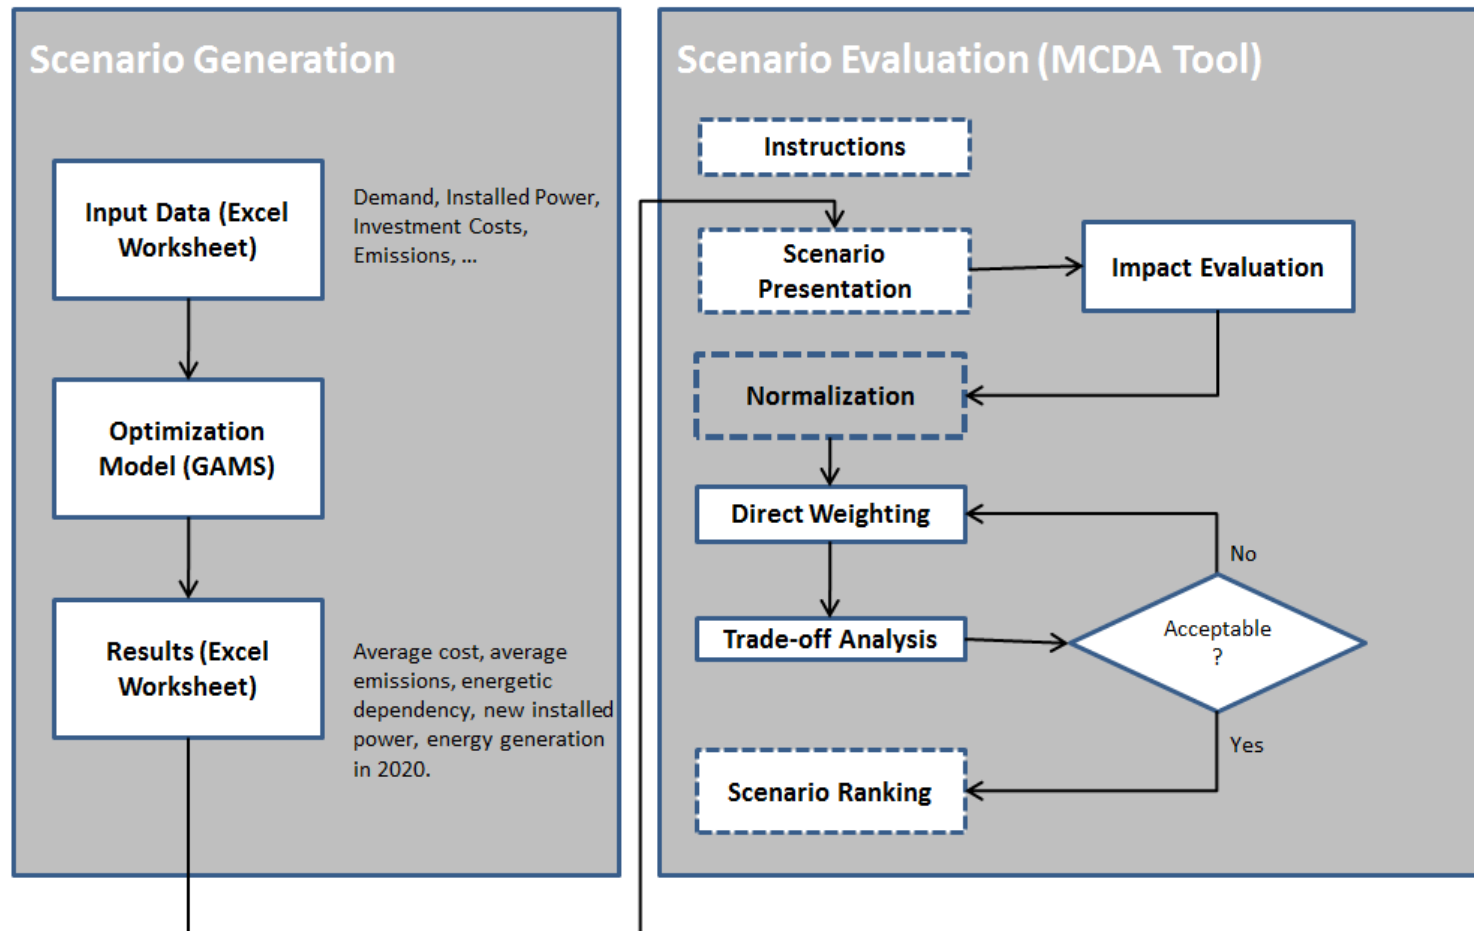 Scenario Generation
Input Data (Excel
Worksheet)
Demand, Installed Power,
Investment Costs,
Emissions, ...
Optimization
Model (GAMS)
Results (Excel
Worksheet)
Average cost, average
emissions, energetic
dependency, new installed
power, energy generation
in 2020.
Scenario Evaluation (MCDA Tool)
Instructions
Scenario
Presentation
Impact Evaluation
Normalization
Direct Weighting
No
Trade-off Analysis
Acceptable
?
Yes
Scenario Ranking